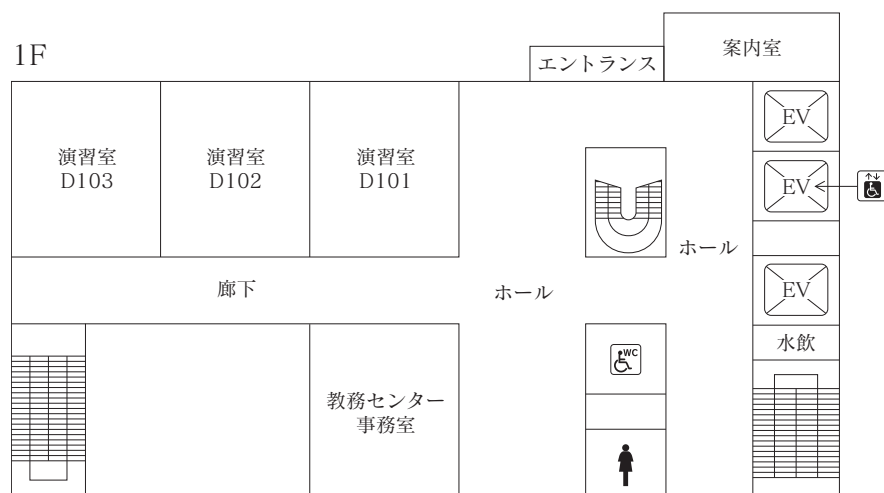 1F
エントランス
案内室
演習室
D103
演習室
D102
演習室
D101
EV
EV
ホール
廊下
ホール
EV
水飲
WC
教務センター
事務室